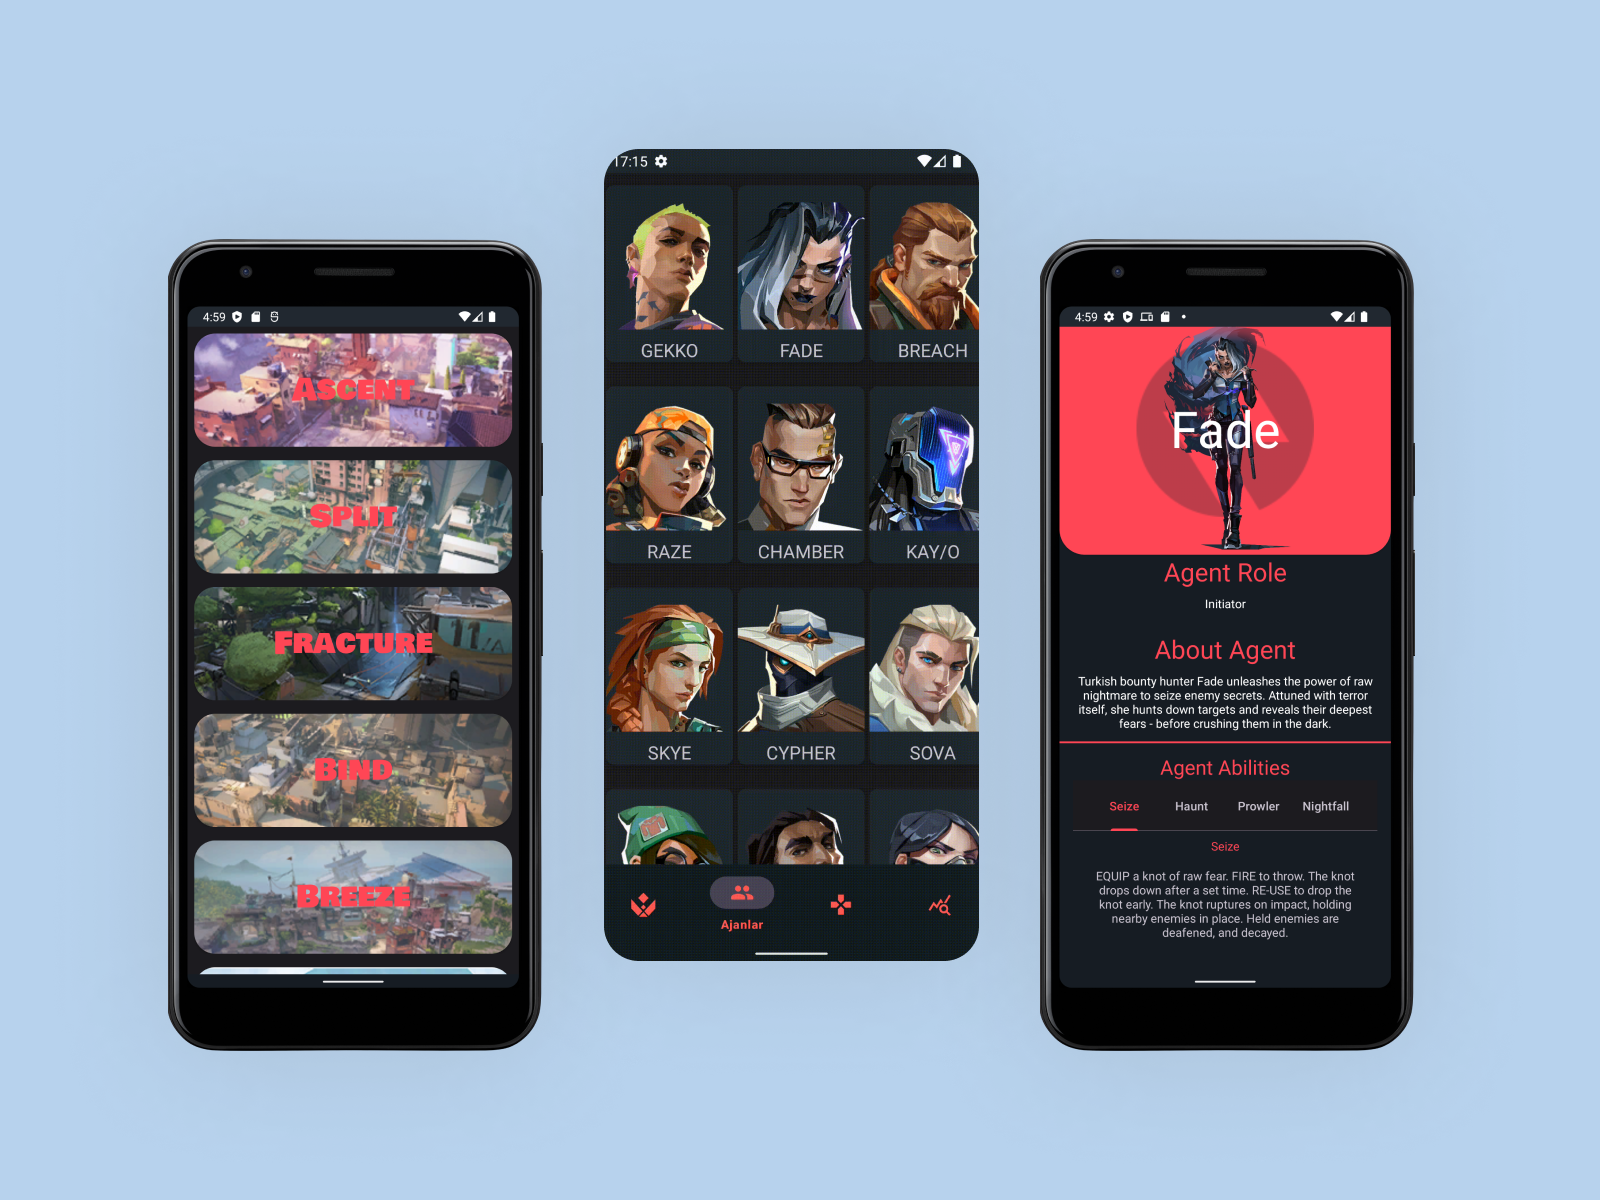 4:59
ASCENT
SPLIT
FRACTURE
BIND
BREEZE
17:15
GEKKO
FADE
BREACH
RAZE
CHAMBER
KAY/O
SKYE
CYPHER
SOVA
Ajanlar
4:59
Fade
Agent Role
Initiator
About Agent
Turkish bounty hunter Fade unleashes the power of raw
nightmare to seize enemy secrets. Attuned with terror
itself, she hunts down targets and reveals their deepest
fears - before crushing them in the dark.
Agent Abilities
Seize
Haunt
Prowler
Nightfall
Seize
EQUIP a knot of raw fear. FIRE to throw. The knot
drops down after a set time. RE-USE to drop the
knot early. The knot ruptures on impact, holding
nearby enemies in place. Held enemies are
deafened, and decayed.